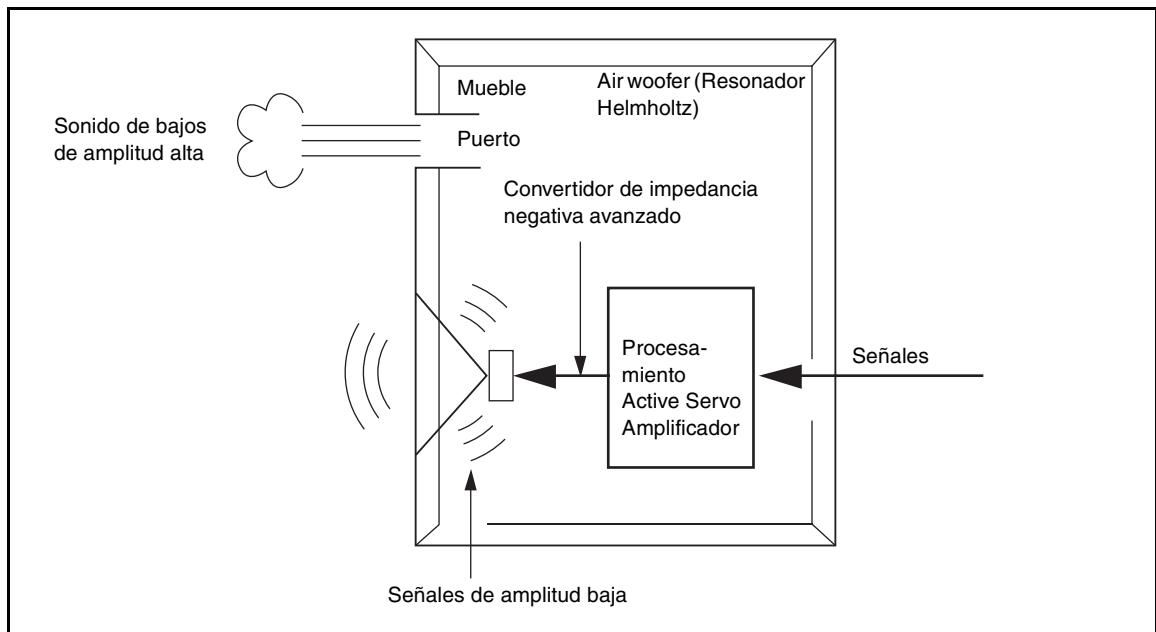 Mueble
Air woofer (Resonador
Helmholtz)
Sonido de bajos
de amplitud alta
Puerto
Convertidor de impedancia
negativa avanzado
Procesa-
miento
Active Servo
Amplificador
Señales
Señales de amplitud baja